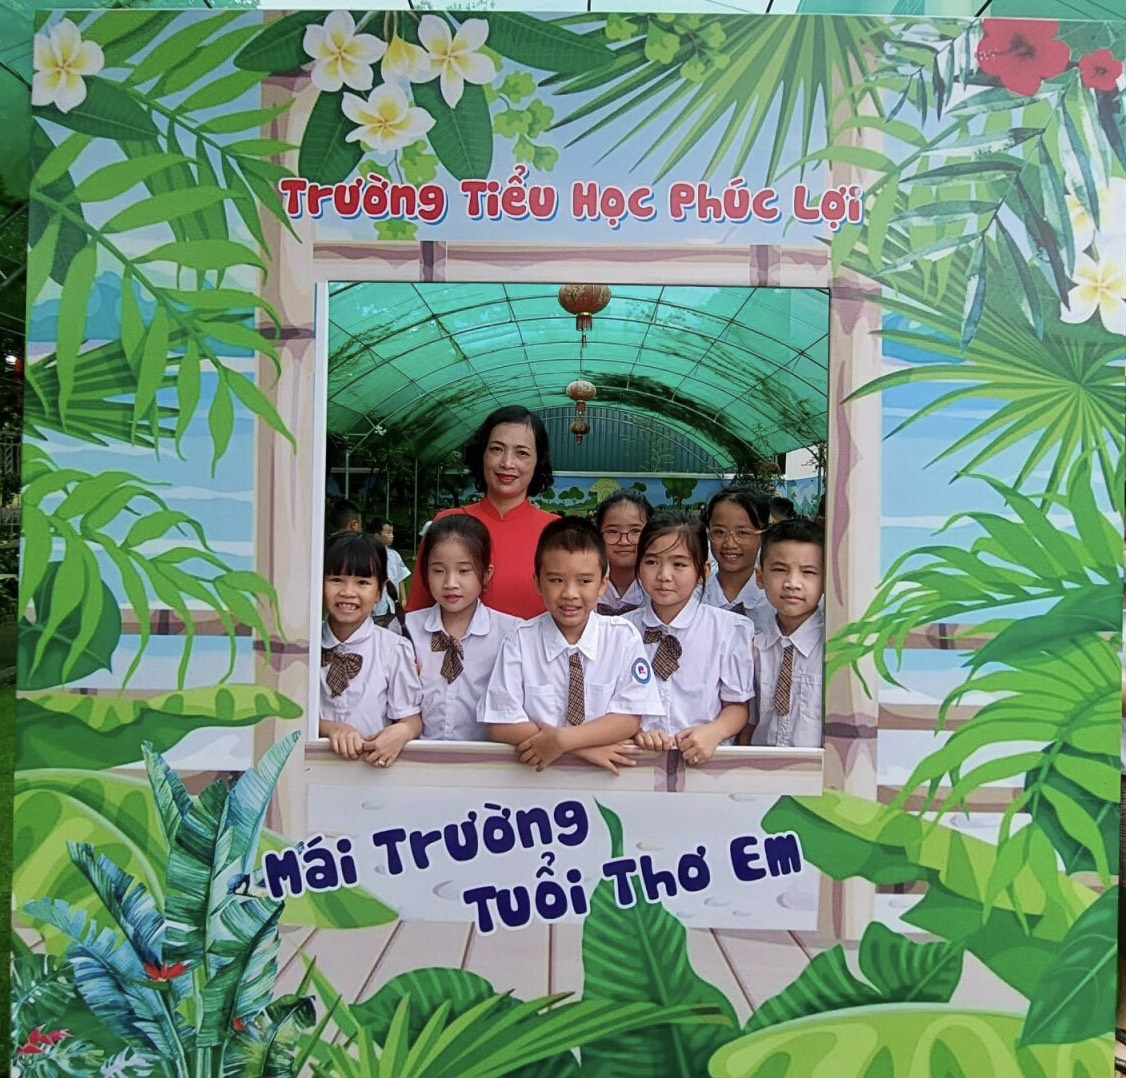 Trường Tiểu Học Phúc Lợi
Mái Trường
Tuổi Thơ Em